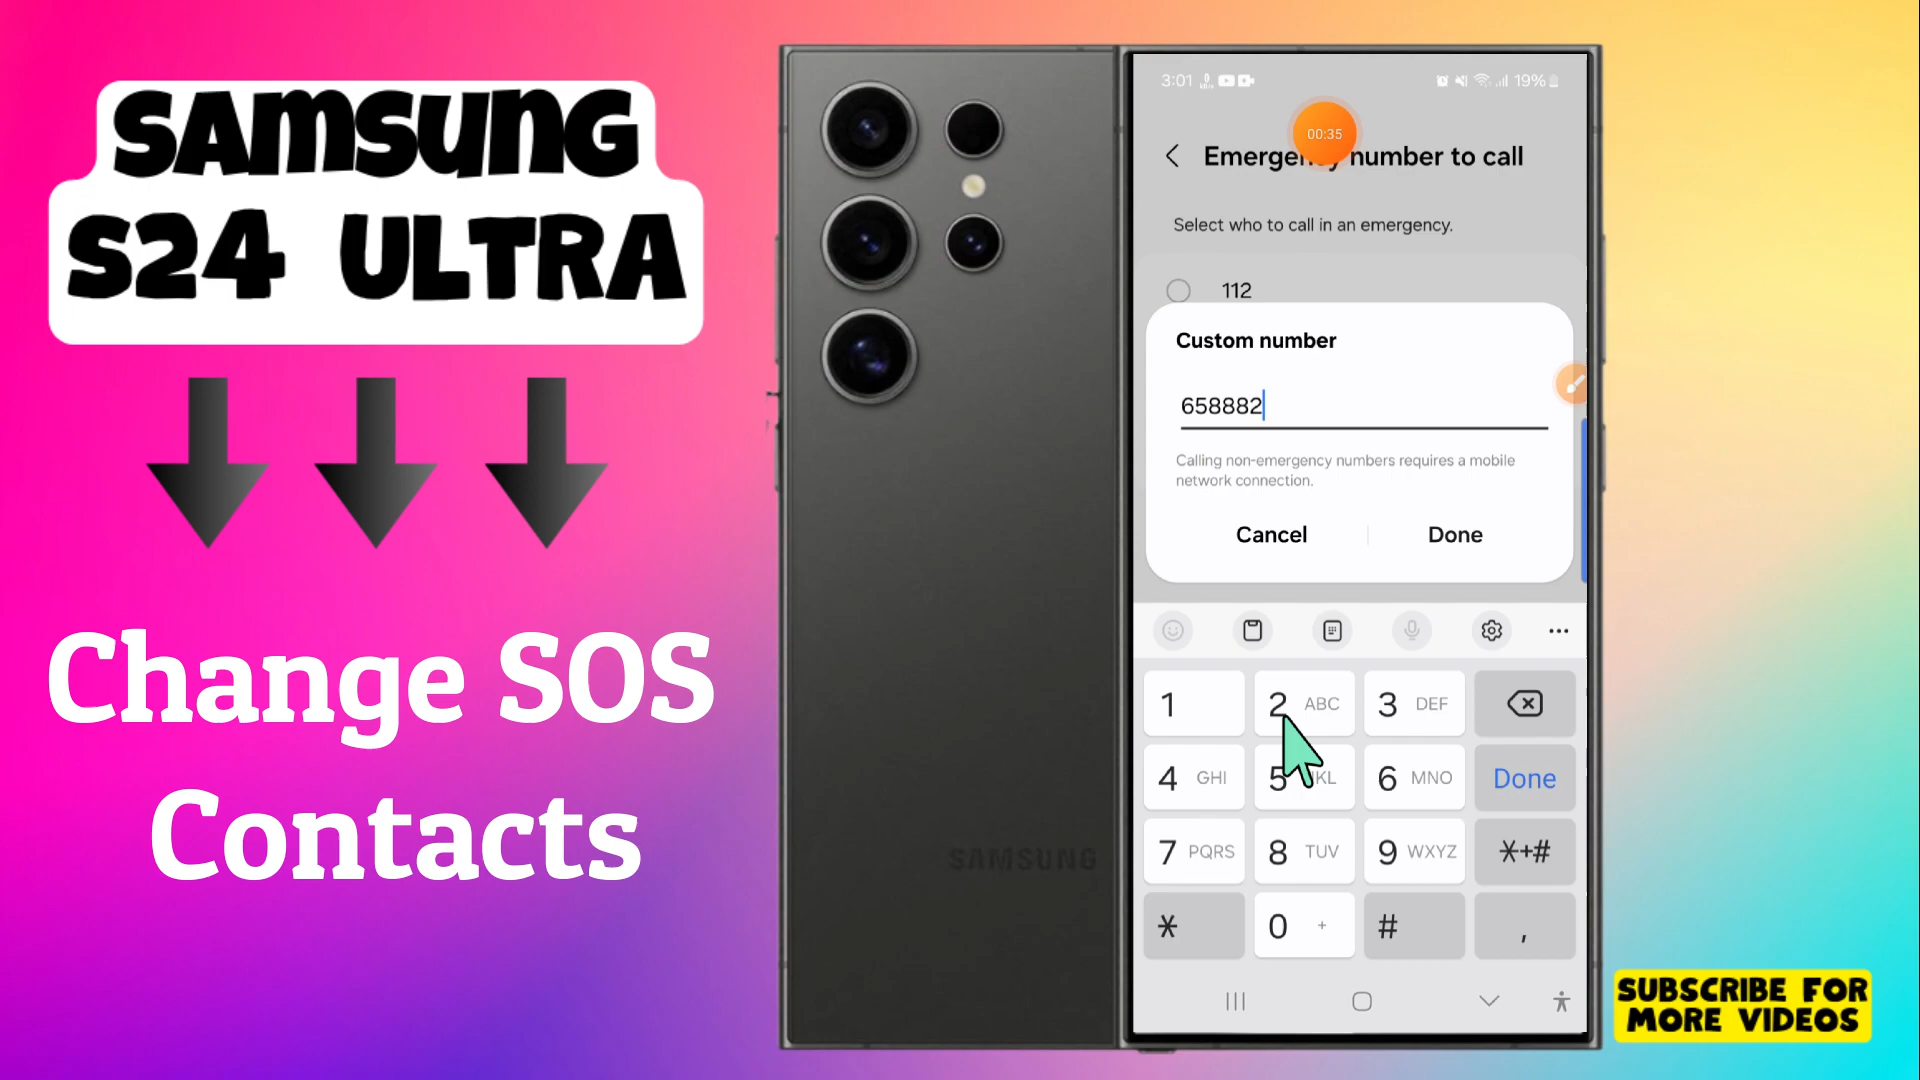 SAMSUNG
S24 ULTRA
Change SOS
Contacts
SAMSUNG
3:01
19%
00:35
Emergency number to call
Select who to call in an emergency.
112
Custom number
658882
Calling non-emergency numbers requires a mobile
network connection.
Cancel
Done
1
2 ABC
3 DEF
4 GHI
5 JKL
6 MNO
Done
7 PQRS
8 TUV
9 WXYZ
*+#
*
0 +
#
,
SUBSCRIBE FOR
MORE VIDEOS